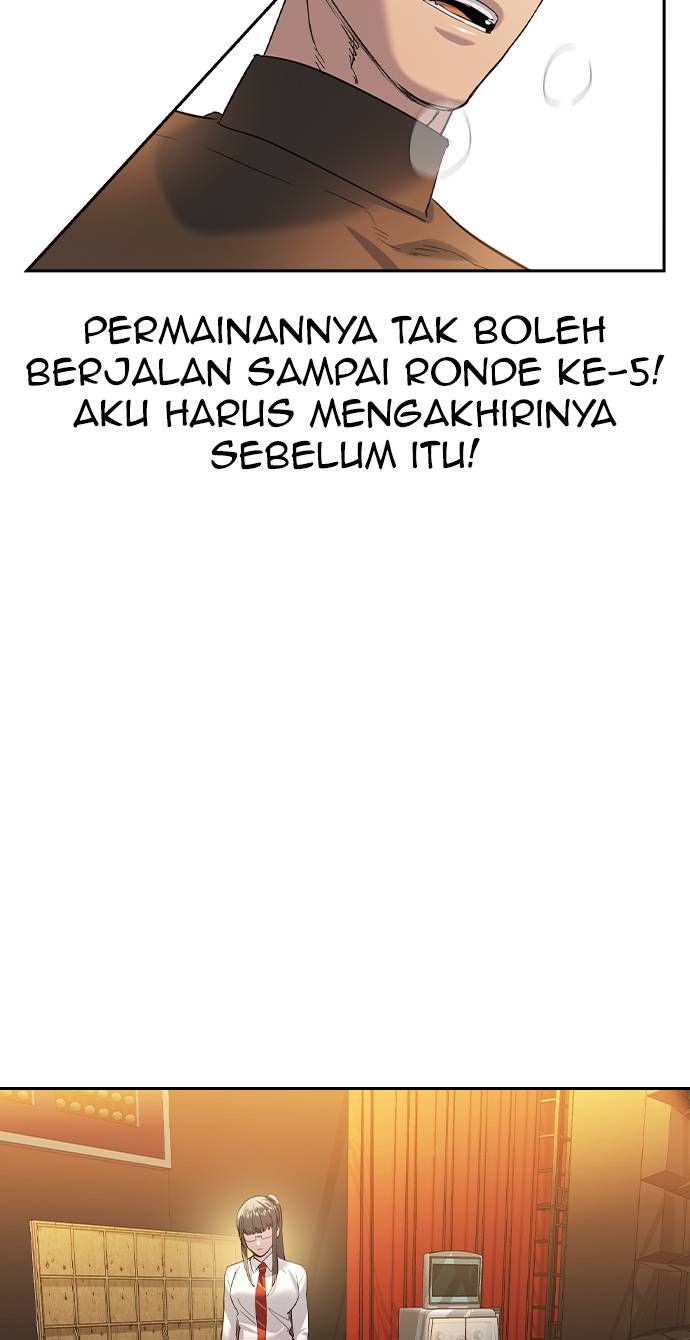 PERMAINANNYA TAK BOLEH
BERJALAN SAMPAI RONDE KE-5!
AKU HARUS MENGAKHIRINYA
SEBELUM ITU!